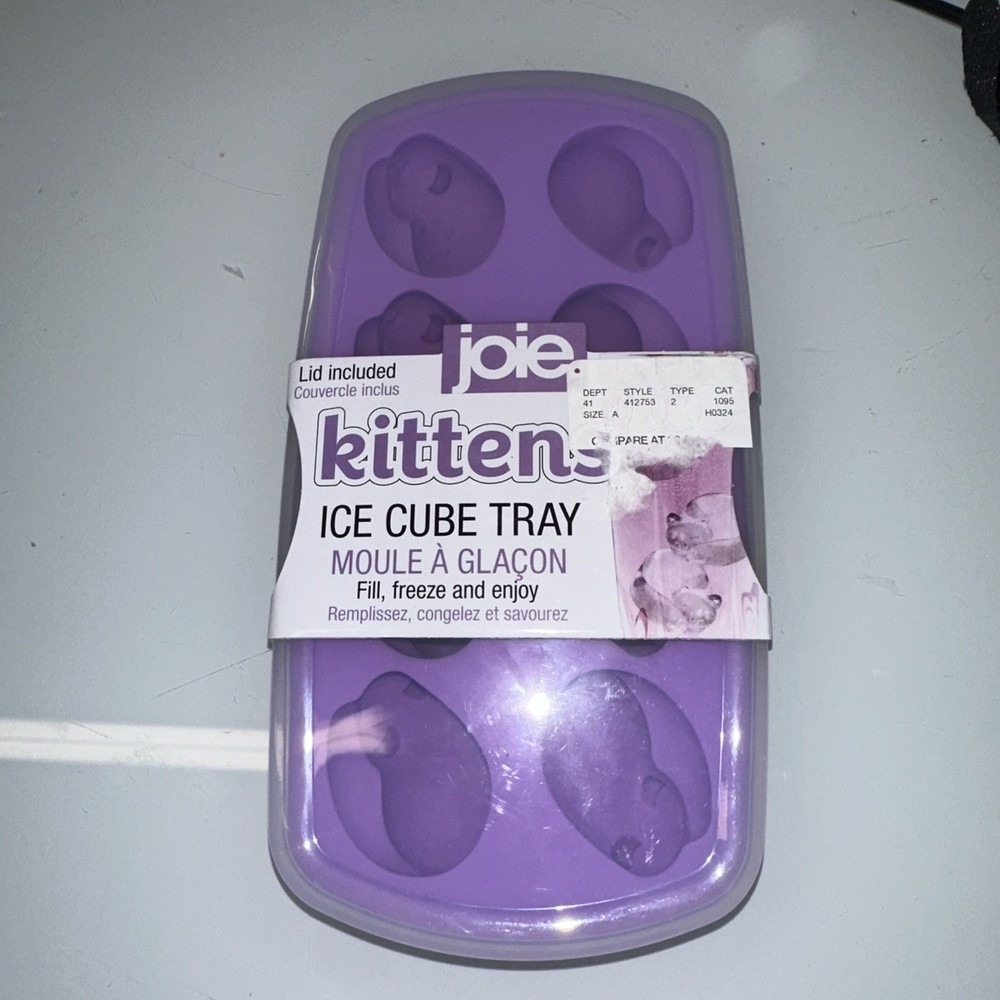 joie
Lid included
Couvercle inclus
kittens
ICE CUBE TRAY
MOULE À GLAÇON
Fill, freeze and enjoy
Remplissez, congelez et savourez
DEPT STYLE TYPE CAT
41 412753 2 1095
SIZE A H0324